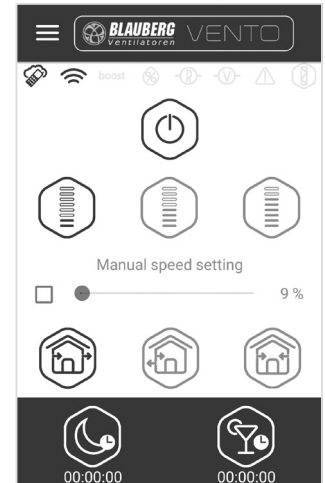 BLAUBERG VENTO
Ventilatoren
boost
R V
Manual speed setting
9 %
00:00:00 00:00:00